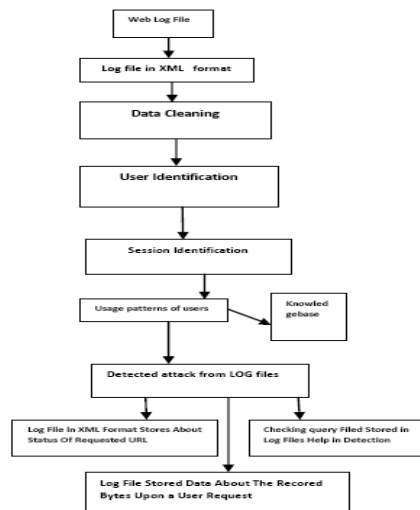 Web Log File
Log file in XML format
Data Cleaning
User Identification
Session Identification
Usage patterns of users
Knowled
gebase
Detected attack from LOG files
Log File in XML Format Stores About
Status Of Requested URL
Checking query Filed Stored in
Log Files Help in Detection
Log File Stored Data About The Recored
Bytes Upon a User Request